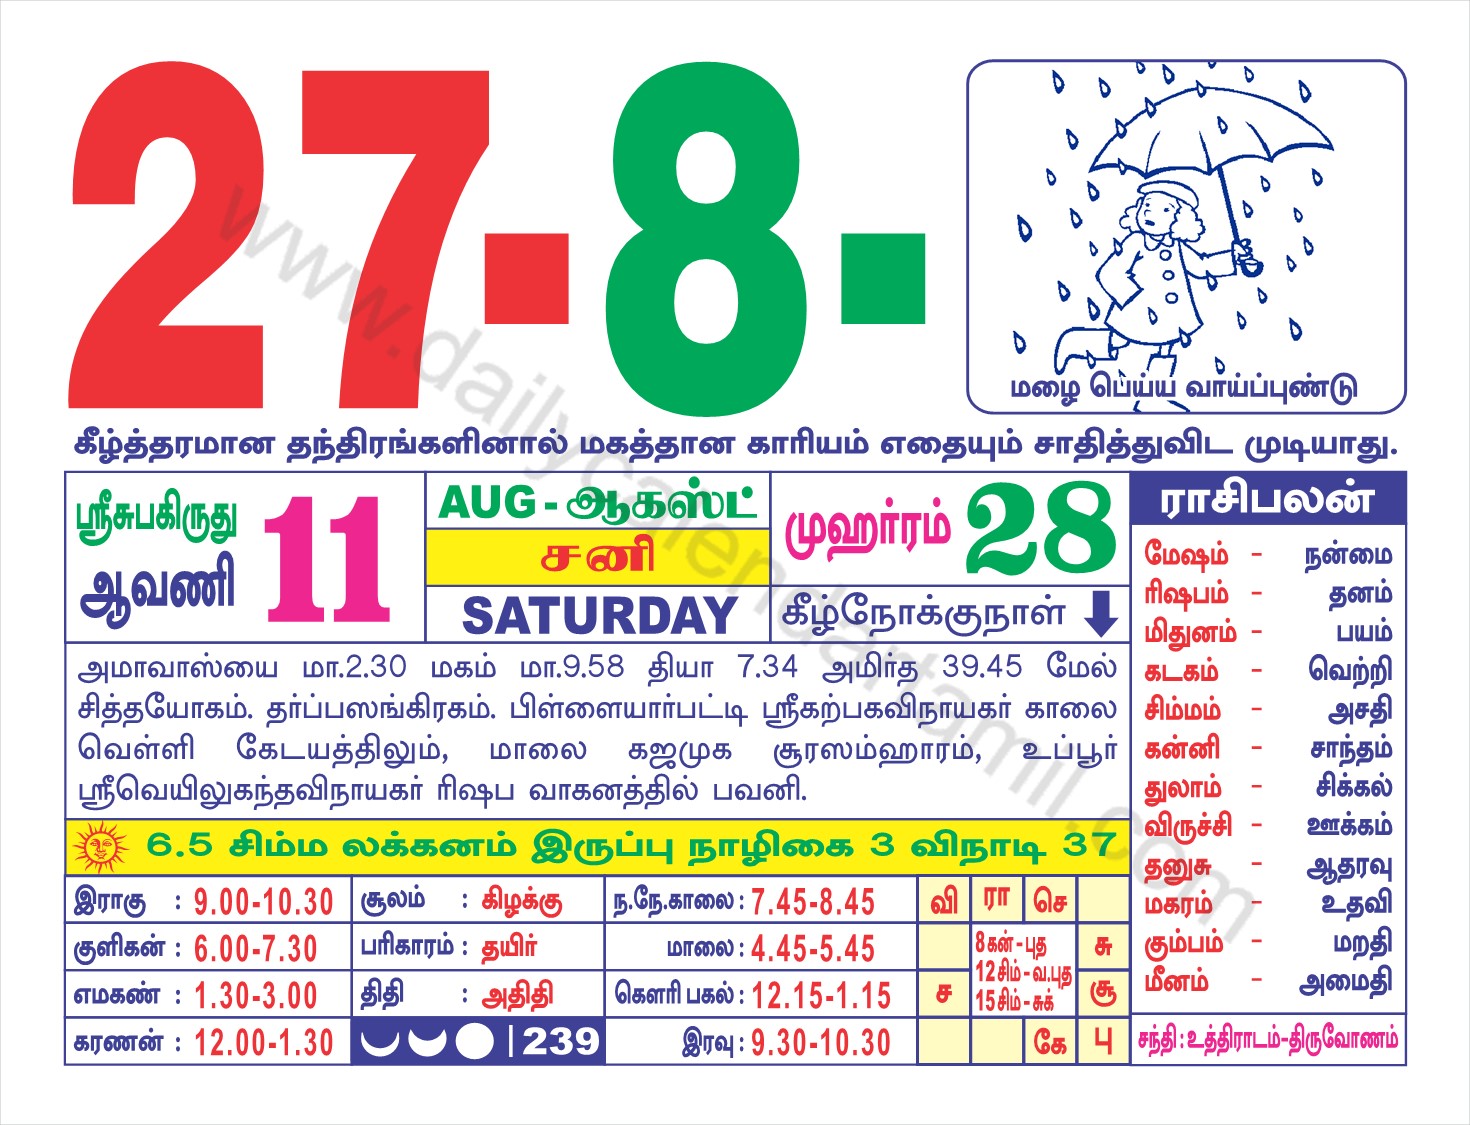 27-8-
மழை பெய்ய வாய்ப்புண்டு
கீழ்த்தரமான தந்திரங்களினால் மகத்தான காரியம் எதையும் சாதித்துவிட முடியாது.
ஸ்ரீசுபகிருது
ஆவணி
11
AUG - ஆகஸ்ட்
சனி
SATURDAY
முஹர்ரம் 28
கீழ்நோக்குநாள்
அமாவாஸ்யை மா.2.30 மகம் மா.9.58 தியா 7.34 அமிர்த 39.45 மேல்
சித்தயோகம். தர்ப்பஸங்கிரகம். பிள்ளையார்பட்டி ஸ்ரீகற்பகவிநாயகர் காலை
வெள்ளி கேடயத்திலும், மாலை கஜமுக சூரஸம்ஹாரம், உப்பூர்
ஸ்ரீவெயிலுகந்தவிநாயகர் ரிஷப வாகனத்தில் பவனி.
6.5 சிம்ம லக்கனம் இருப்பு நாழிகை 3 விநாடி 37
இராகு : 9.00-10.30
குளிகன் : 6.00-7.30
எமகண் : 1.30-3.00
கரணன் : 12.00-1.30
சூலம் : கிழக்கு
பரிகாரம் : தயிர்
திதி : அதிதி
|239
ந.நே.காலை : 7.45-8.45
மாலை : 4.45-5.45
கௌரி பகல் : 12.15-1.15
இரவு : 9.30-10.30
வி ரா செ
8கன் - புத
12சிம் - வ.புத
15சிம் - சுக்
சு
ச
சூ
கே பு
ராசிபலன்
மேஷம் - நன்மை
ரிஷபம் - தனம்
மிதுனம் - பயம்
கடகம் - வெற்றி
சிம்மம் - அசதி
கன்னி - சாந்தம்
துலாம் - சிக்கல்
விருச்சி - ஊக்கம்
தனுசு - ஆதரவு
மகரம் - உதவி
கும்பம் - மறதி
மீனம் - அமைதி
சந்தி : உத்திராடம்-திருவோணம்
www.dailycalendartamil.com